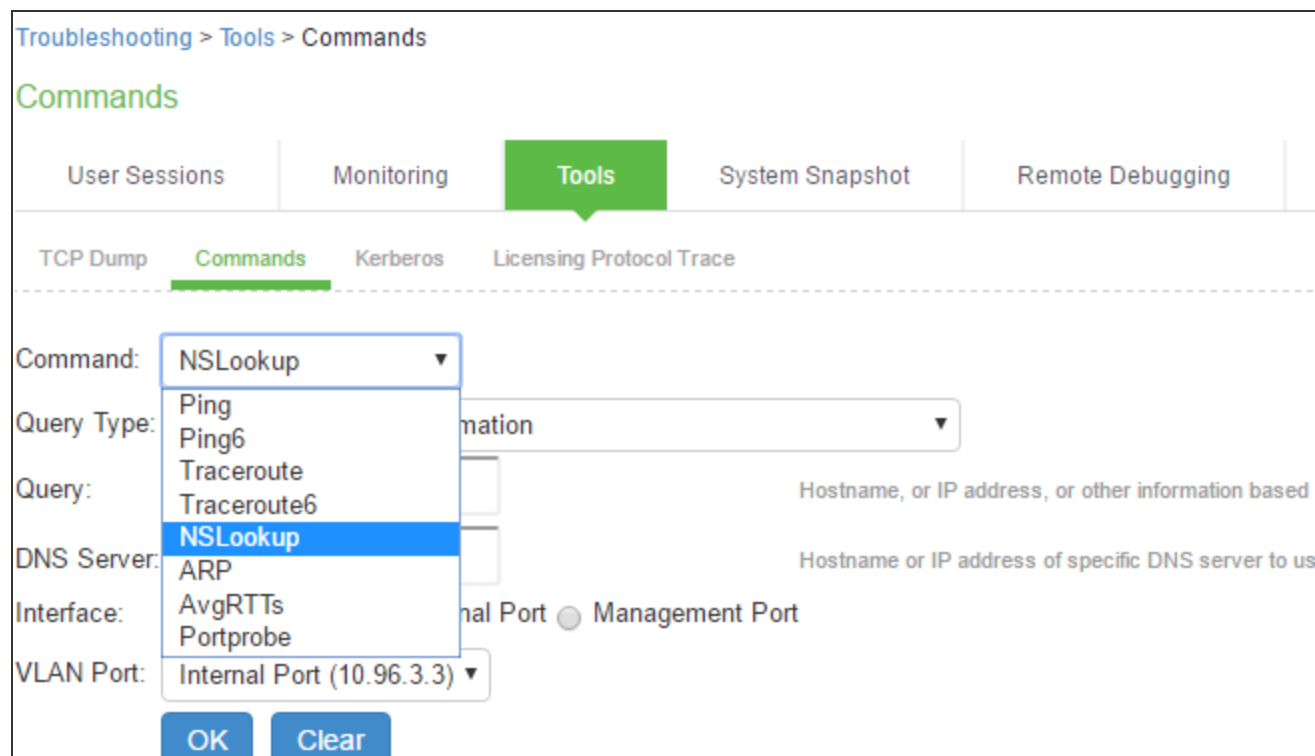 Troubleshooting > Tools > Commands
Commands
User Sessions Monitoring Tools System Snapshot Remote Debugging
TCP Dump Commands Kerberos Licensing Protocol Trace
Command: NSLookup
Ping
Query Type: mation
Ping6
Traceroute
Query: Hostname, or IP address, or other information based
Traceroute6
NSLookup
DNS Server: Hostname or IP address of specific DNS server to us
ARP
AvgRTTs
Interface: nal Port Management Port
Portprobe
VLAN Port: Internal Port (10.96.3.3)
OK Clear